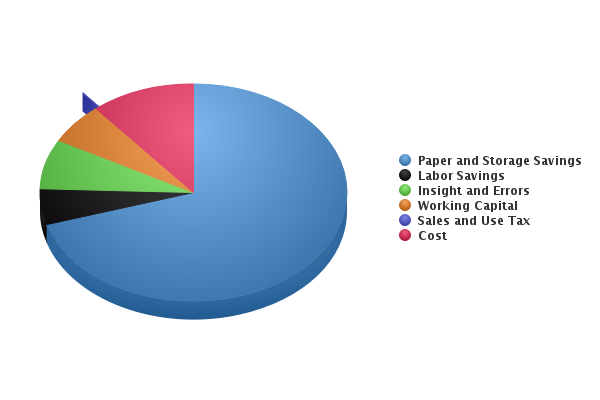 Paper and Storage Savings
Labor Savings
Insight and Errors
Working Capital
Sales and Use Tax
Cost